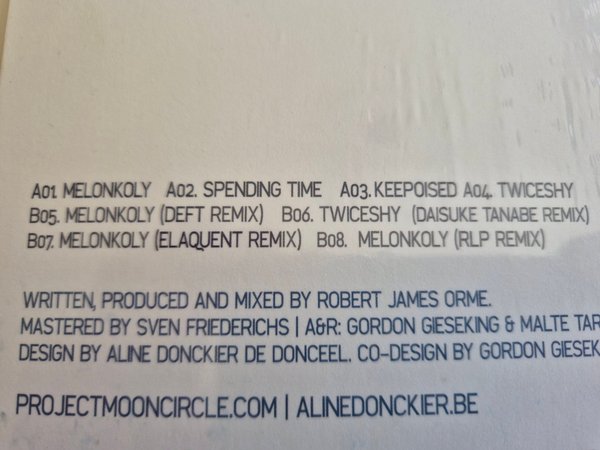 A01 MELONKOLY A02. SPENDING TIME A03. KEEPOISED A04. TWICESHY
B05. MELONKOLY (DEFT REMIX) B06. TWICESHY (DAISUKE TANABE REMIX)
B07. MELONKOLY (ELAQUENT REMIX) B08. MELONKOLY (RLP REMIX)
WRITTEN, PRODUCED AND MIXED BY ROBERT JAMES ORME.
MASTERED BY SVEN FRIEDERICHS | A&R: GORDON GIESEKING & MALTE TAR
DESIGN BY ALINE DONCKIER DE DONCEEL. CO-DESIGN BY GORDON GIESEK
PROJECTMOONCIRCLE.COM | ALINEDONCKIER.BE